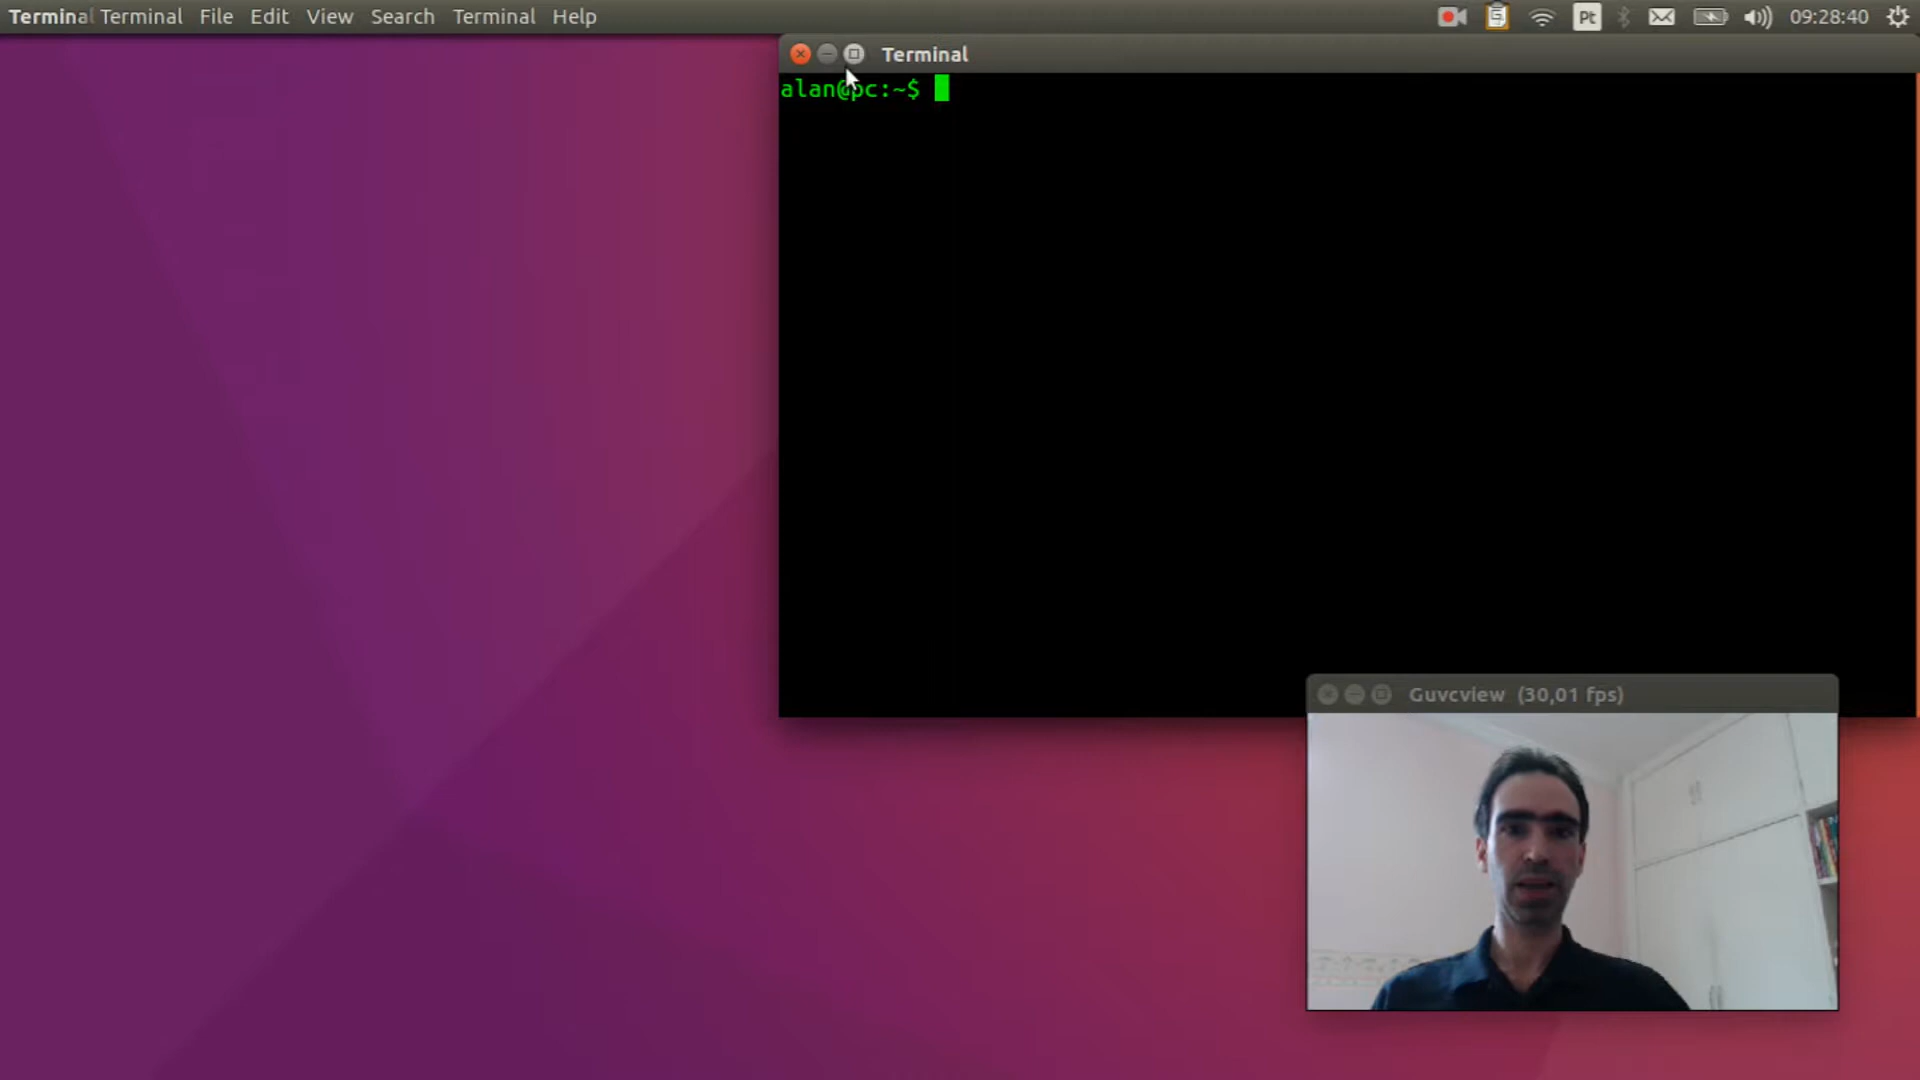 Terminal Terminal File Edit View Search Terminal Help Pt 09:28:40
Terminal
alan@pc:~$
Guvcview (30,01 fps)